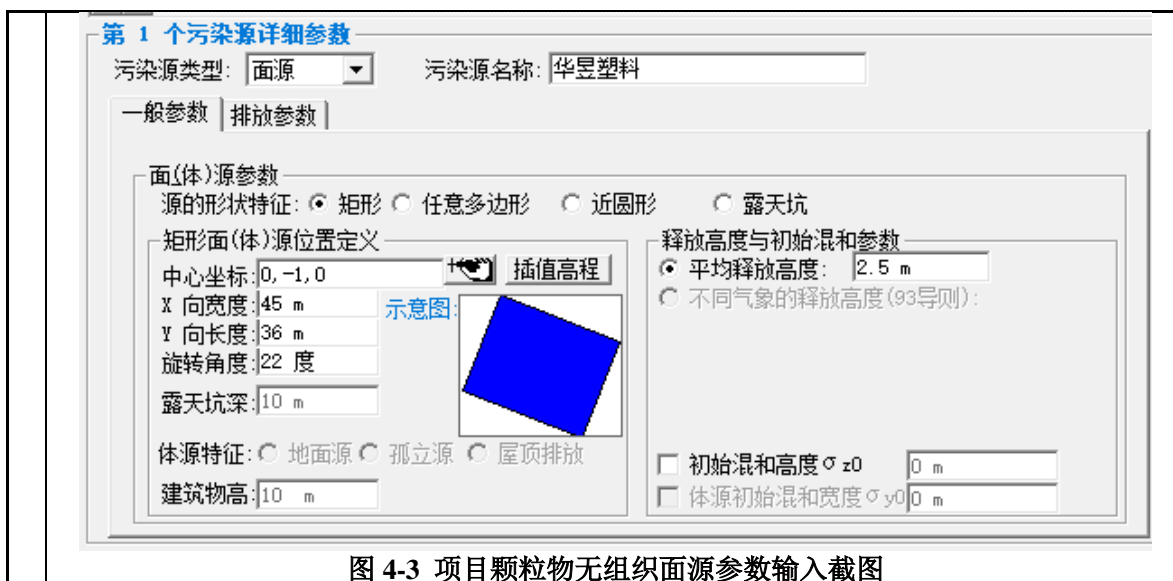 第 1 个污染源详细参数
污染源类型: 面源 污染源名称: 华昱塑料
一般参数 排放参数
面(体)源参数
源的形状特征: 矩形 任意多边形 近圆形 露天坑
矩形面(体)源位置定义
中心坐标: 0,-1,0 插值高程
X 向宽度: 45 m
示意图:
Y 向长度: 36 m
旋转角度: 22 度
露天坑深: 10 m
体源特征: 地面源 孤立源 屋顶排放
建筑物高: 10 m
释放高度与初始混和参数
平均释放高度: 2.5 m
不同气象的释放高度(93导则):
初始混和高度σz0 0 m
体源初始混和宽度σy0 0 m
图 4-3 项目颗粒物无组织面源参数输入截图